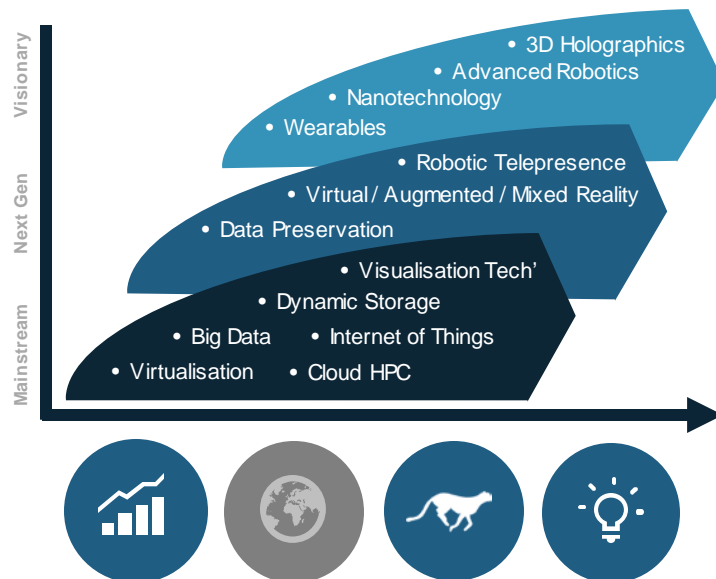 Visionary
• 3D Holographics
• Advanced Robotics
• Nanotechnology
• Wearables
Next Gen
• Robotic Telepresence
• Virtual / Augmented / Mixed Reality
• Data Preservation
Mainstream
• Visualisation Tech'
• Dynamic Storage
• Big Data • Internet of Things
• Virtualisation • Cloud HPC